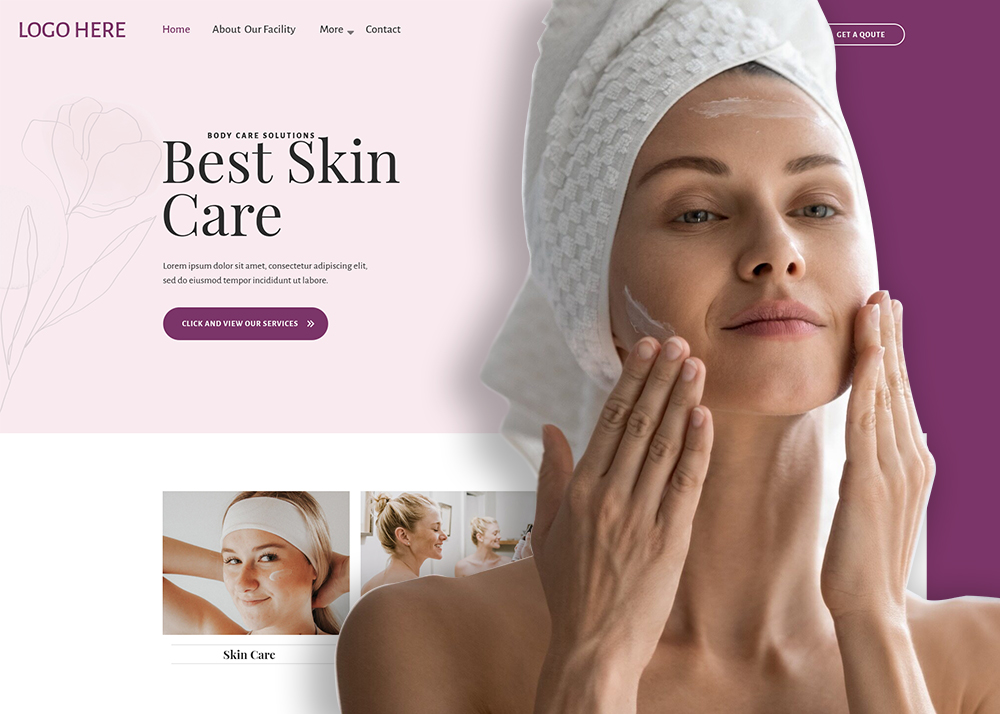 LOGO HERE
Home About Our Facility More Contact
GET A QOUTE
BODY CARE SOLUTIONS
Best Skin
Care
Lorem ipsum dolor sit amet, consectetur adipiscing elit,
sed do eiusmod tempor incididunt ut labore.
CLICK AND VIEW OUR SERVICES »
Skin Care